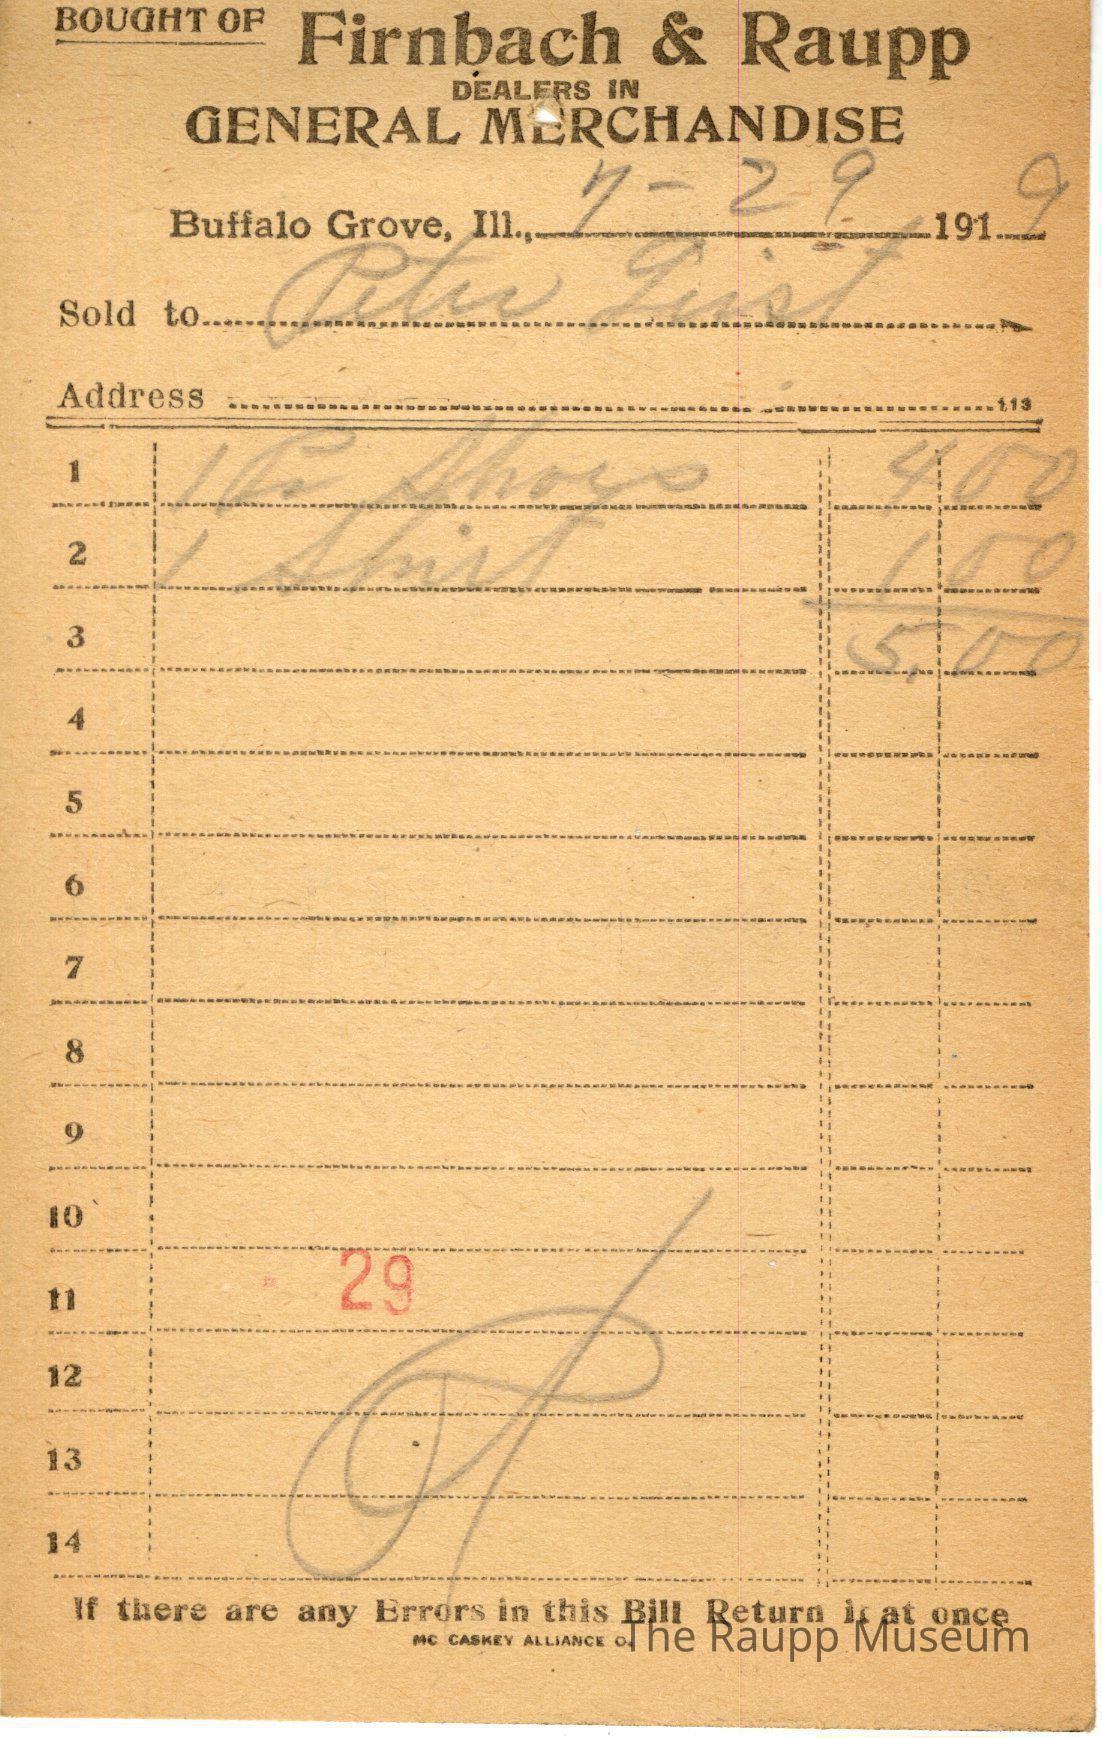 BOUGHT OF Firnbach & Raupp
DEALERS IN
GENERAL MERCHANDISE
Buffalo Grove, Ill., 7-29 1919
Sold to Peter Geist
Address 113
1 1 Pr Shoes 4 00
2 1 Shirt 1 00
3 5.00
4
5
6
7
8
9
10
11 29
12
13
14
If there are any Errors in this Bill Return it at once
MC CASKEY ALLIANCE O.
The Raupp Museum